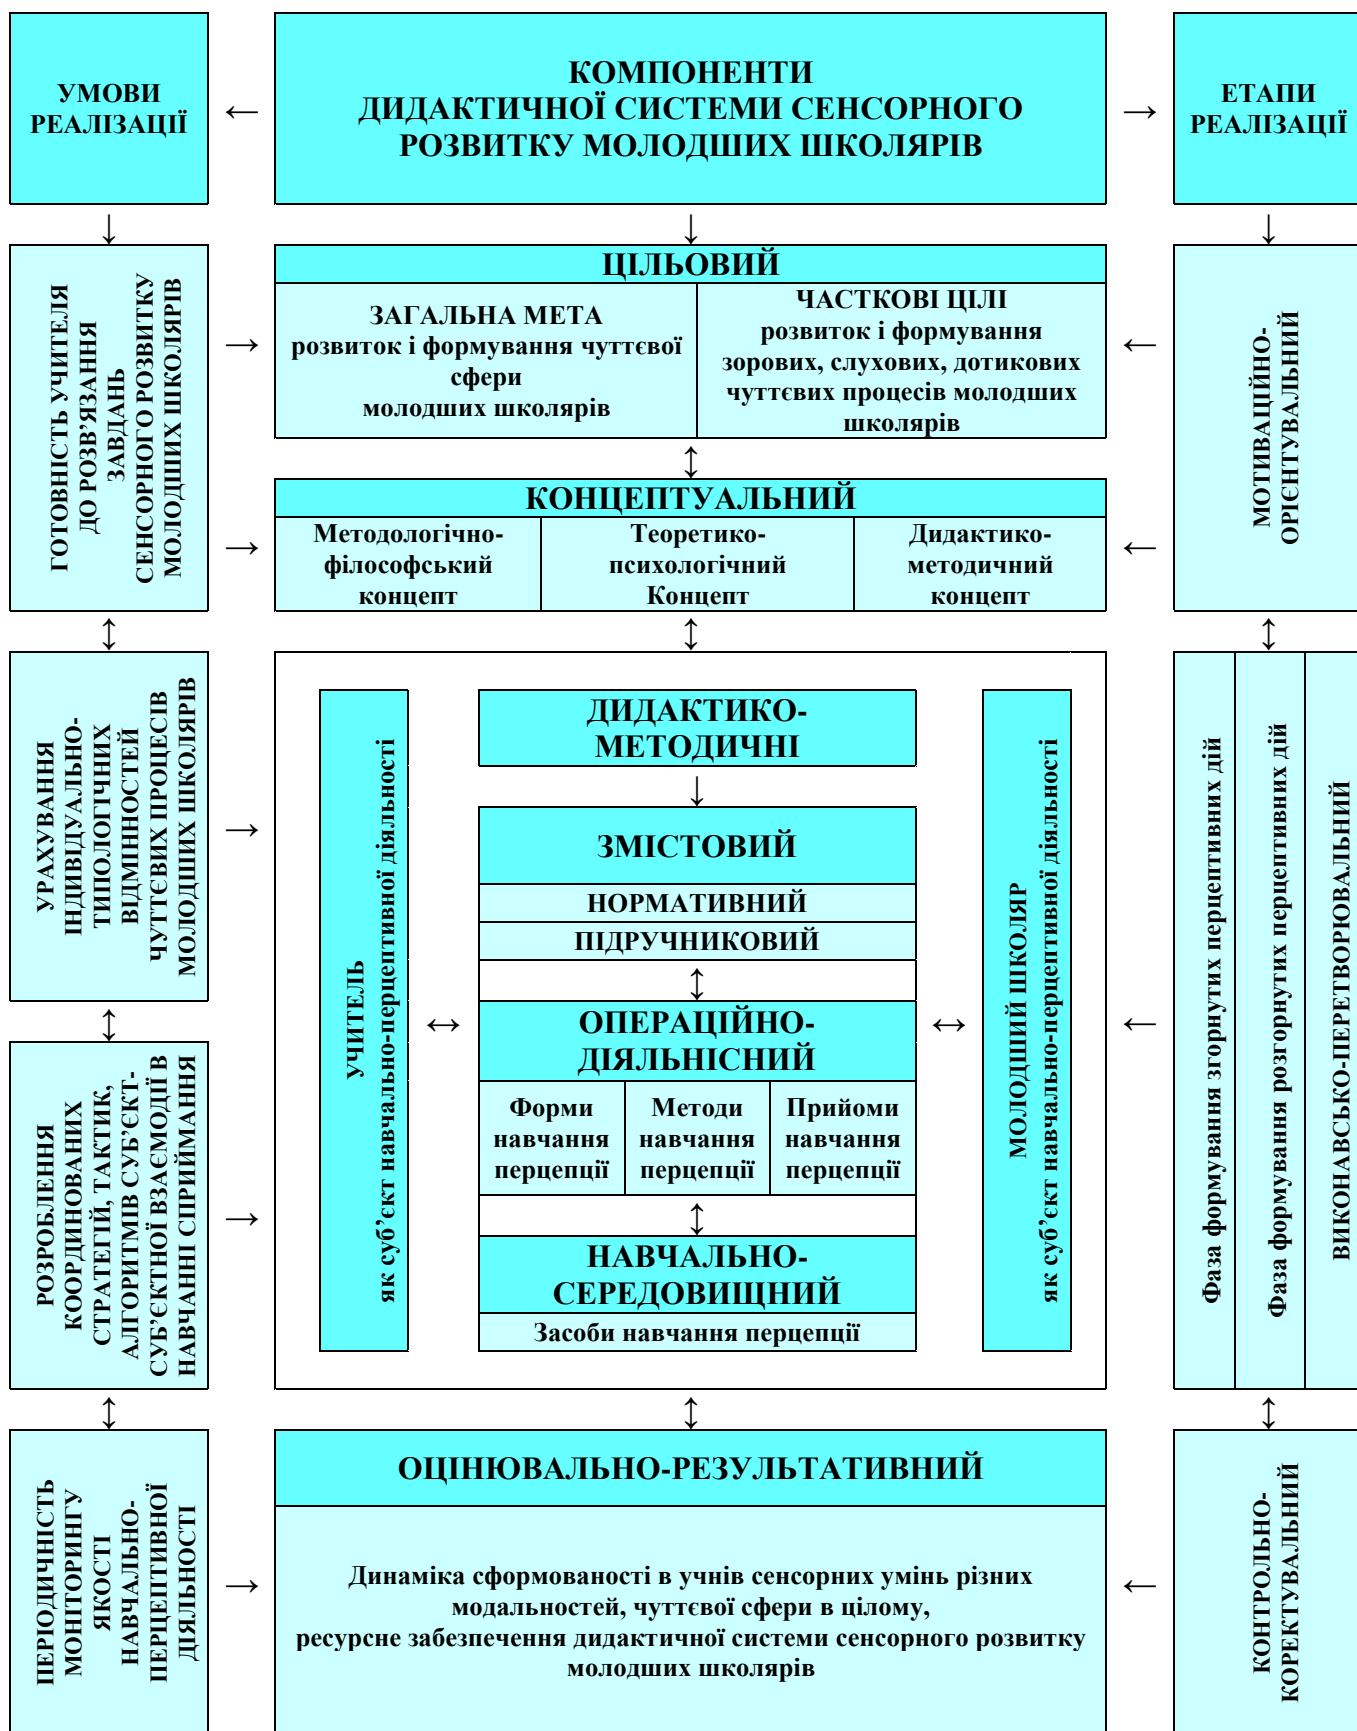 УМОВИ
РЕАЛІЗАЦІЇ
←
КОМПОНЕНТИ
ДИДАКТИЧНОЇ СИСТЕМИ СЕНСОРНОГО
РОЗВИТКУ МОЛОДШИХ ШКОЛЯРІВ
→
ЕТАПИ
РЕАЛІЗАЦІЇ
ГОТОВНІСТЬ УЧИТЕЛЯ
ДО РОЗВ’ЯЗАННЯ
ЗАВДАНЬ
СЕНСОРНОГО РОЗВИТКУ
МОЛОДШИХ ШКОЛЯРІВ
ЦІЛЬОВИЙ
ЗАГАЛЬНА МЕТА
розвиток і формування чуттєвої
сфери
молодших школярів
ЧАСТКОВІ ЦІЛІ
розвиток і формування
зорових, слухових, дотикових
чуттєвих процесів молодших
школярів
КОНЦЕПТУАЛЬНИЙ
Методологічно-
філософський
концепт
Теоретико-
психологічний
Концепт
Дидактико-
методичний
концепт
МОТИВАЦІЙНО-
ОРІЄНТУВАЛЬНИЙ
УРАХУВАННЯ
ІНДИВІДУАЛЬНО-
ТИПОЛОГІЧНИХ
ВІДМІННОСТЕЙ
ЧУТТЄВИХ ПРОЦЕСІВ
МОЛОДШИХ ШКОЛЯРІВ
РОЗРОБЛЕННЯ
КООРДИНОВАНИХ
СТРАТЕГІЙ, ТАКТИК,
АЛГОРИТМІВ СУБ’ЄКТ-
СУБ’ЄКТНОЇ ВЗАЄМОДІЇ В
НАВЧАННІ СПРИЙМАННЯ
УЧИТЕЛЬ
як суб’єкт навчально-перцептивної діяльності
ДИДАКТИКО-
МЕТОДИЧНІ
ЗМІСТОВИЙ
НОРМАТИВНИЙ
ПІДРУЧНИКОВИЙ
ОПЕРАЦІЙНО-
ДІЯЛЬНІСНИЙ
Форми
навчання
перцепції
Методи
навчання
перцепції
Прийоми
навчання
перцепції
НАВЧАЛЬНО-
СЕРЕДОВИЩНИЙ
Засоби навчання перцепції
МОЛОДШИЙ ШКОЛЯР
як суб’єкт навчально-перцептивної діяльності
Фаза формування згорнутих перцептивних дій
Фаза формування розгорнутих перцептивних дій
ВИКОНАВСЬКО-ПЕРЕТВОРЮВАЛЬНИЙ
ПЕРІОДИЧНІСТЬ
МОНІТОРИНГУ
ЯКОСТІ
НАВЧАЛЬНО-
ПЕРЦЕПТИВНОЇ
ДІЯЛЬНОСТІ
ОЦІНЮВАЛЬНО-РЕЗУЛЬТАТИВНИЙ
Динаміка сформованості в учнів сенсорних умінь різних
модальностей, чуттєвої сфери в цілому,
ресурсне забезпечення дидактичної системи сенсорного розвитку
молодших школярів
КОНТРОЛЬНО-
КОРЕКТУВАЛЬНИЙ